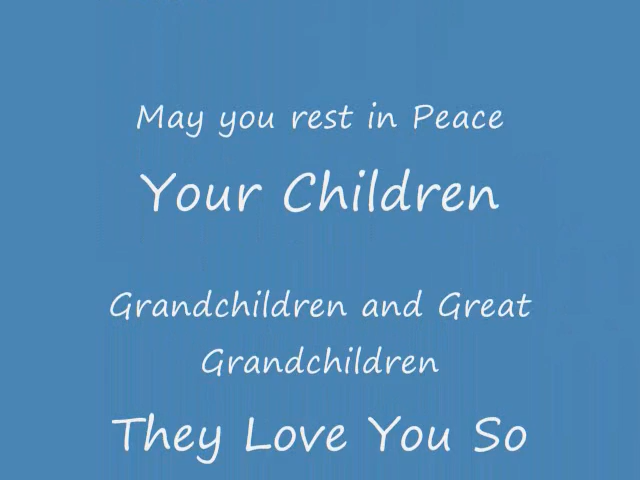 May you rest in Peace
Your Children
Grandchildren and Great
Grandchildren
They Love You So